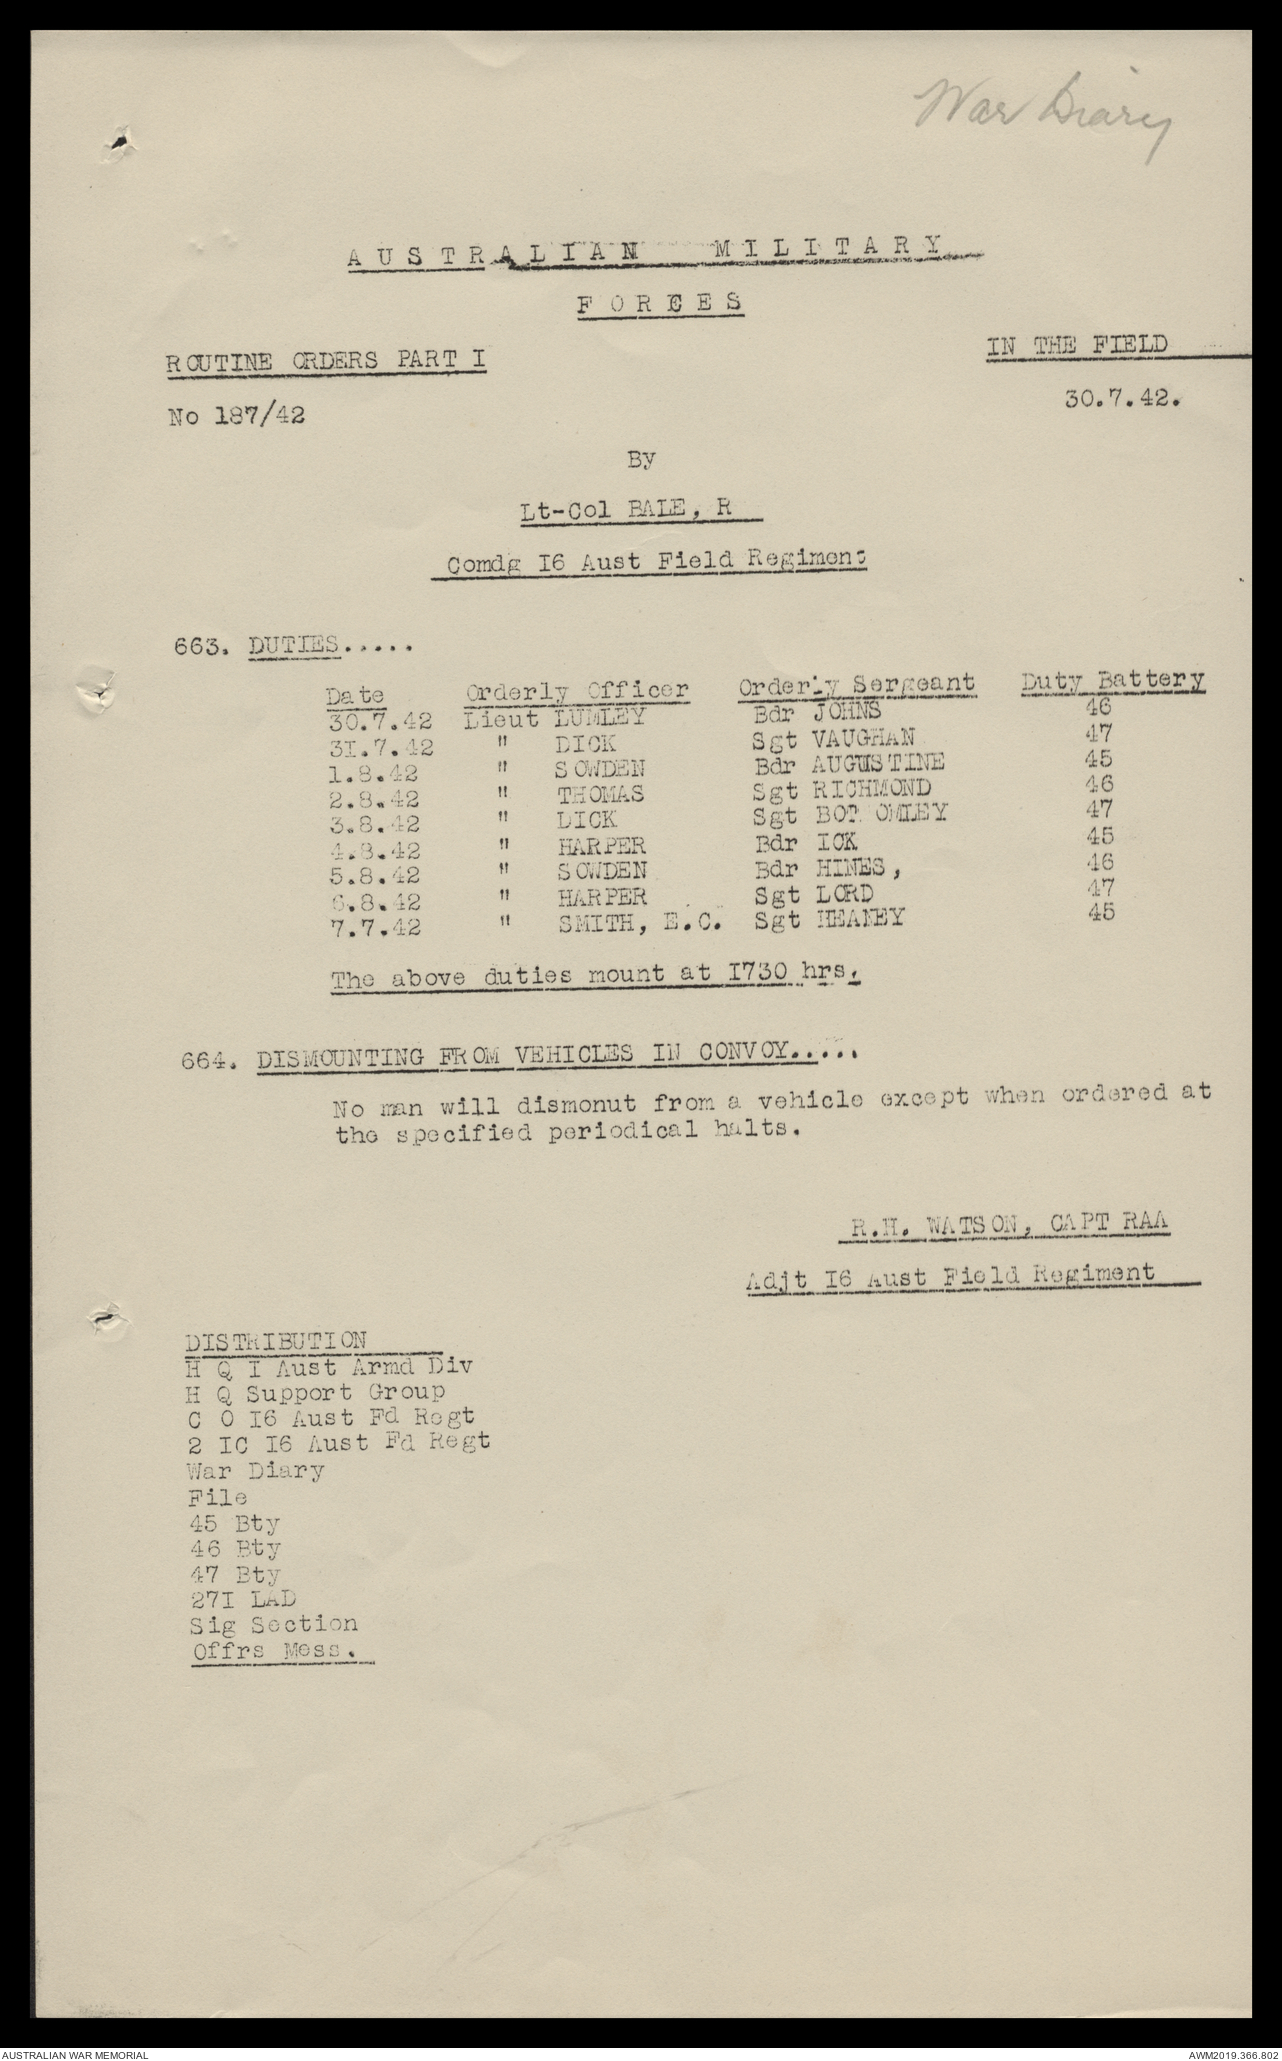 War Diary
AUSTRALIAN MILITARY
FORCES
ROUTINE ORDERS PART I IN THE FIELD
No 187/42 30.7.42.
By
Lt-Col BALE, R
Comdg I6 Aust Field Regiment
663. DUTIES.....
Date Orderly Officer Orderly Sergeant Duty Battery
30.7.42 Lieut LUMLEY Bdr JOHNS 46
3I.7.42 " DICK Sgt VAUGHAN 47
1.8.42 " SOWDEN Bdr AUGUSTINE 45
2.8.42 " THOMAS Sgt RICHMOND 46
3.8.42 " DICK Sgt BOT OMLEY 47
4.8.42 " HARPER Bdr ICK 45
5.8.42 " SOWDEN Bdr HINES, 46
6.8.42 " HARPER Sgt LORD 47
7.7.42 " SMITH, E.C. Sgt HEANEY 45
The above duties mount at I730 hrs.
664. DISMOUNTING FROM VEHICLES IN CONVOY.....
No man will dismonut from a vehicle except when ordered at
the specified periodical halts.
R.H. WATSON, CAPT RAA
Adjt I6 Aust Field Regiment
DISTRIBUTION
H Q I Aust Armd Div
H Q Support Group
C O I6 Aust Fd Regt
2 IC I6 Aust Fd Regt
War Diary
File
45 Bty
46 Bty
47 Bty
27I LAD
Sig Section
Offrs Mess.
AUSTRALIAN WAR MEMORIAL AWM2019.366.802